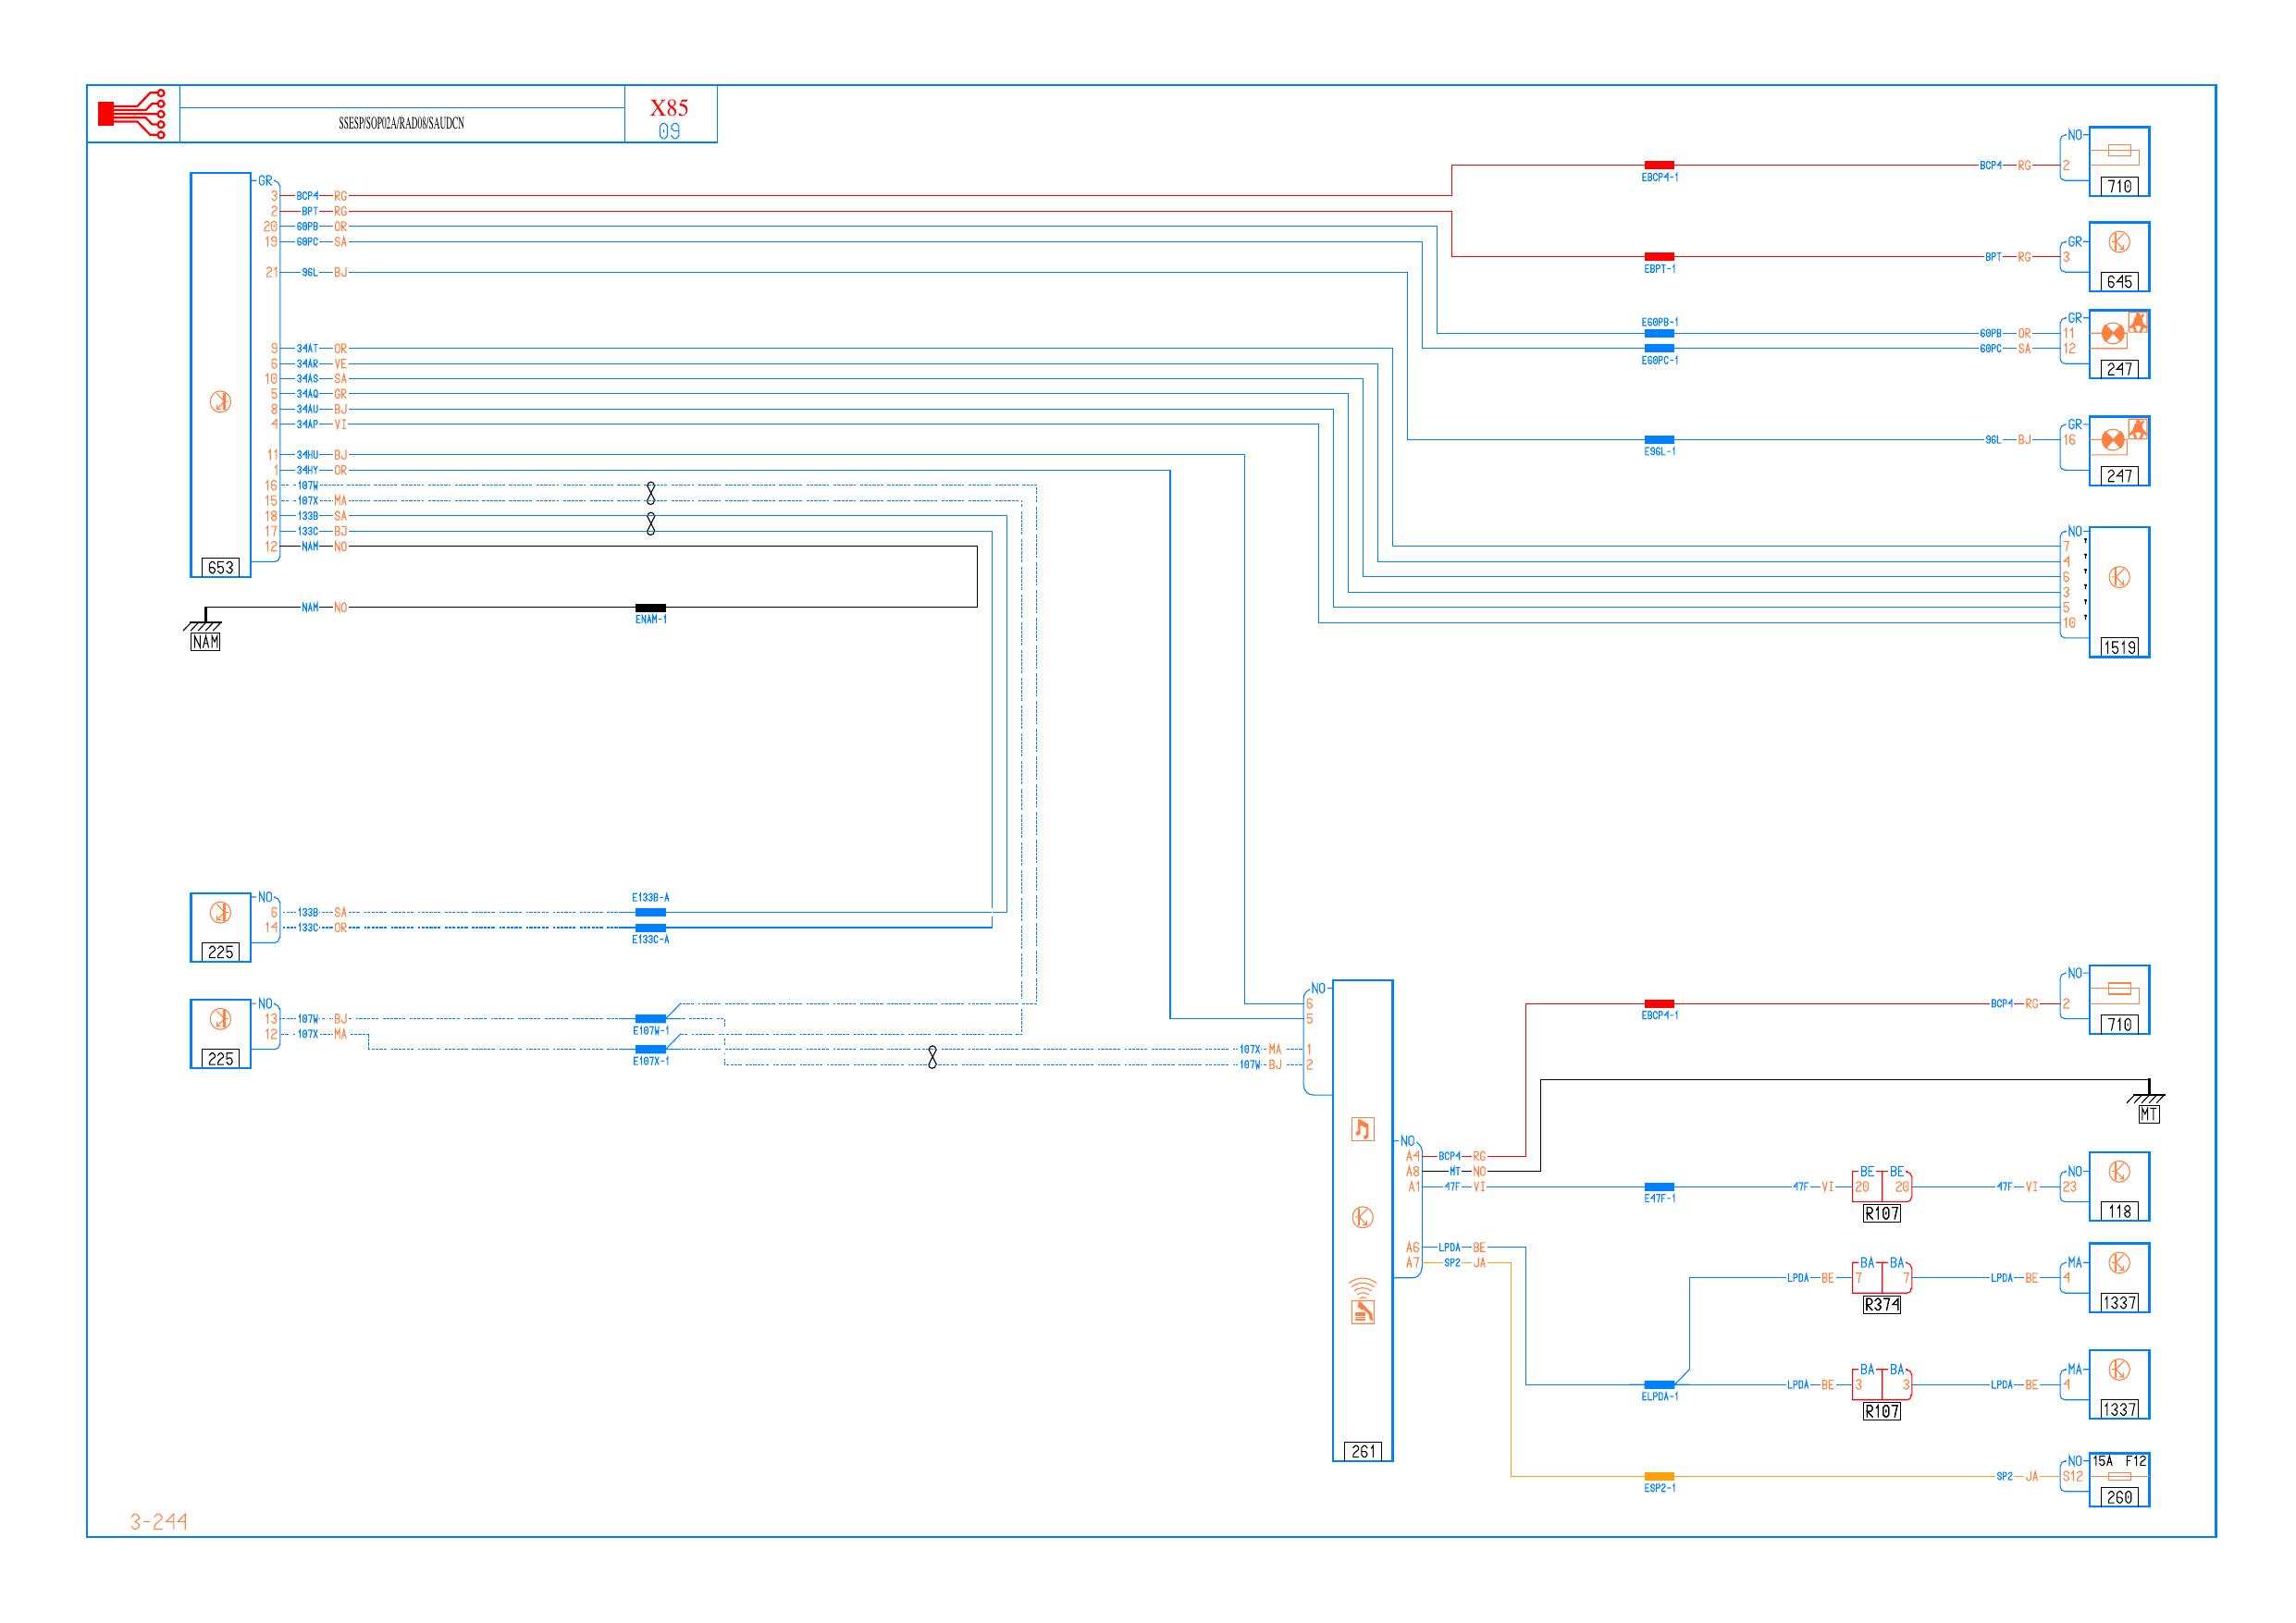 SSESP/SOP02A/RAD08/SAUDCN
X85
09
GR
3 BCP4 RG
2 BPT RG
20 60PB OR
19 60PC SA
21 96L BJ
9 34AT OR
6 34AR VE
10 34AS SA
5 34AQ GR
8 34AU BJ
4 34AP VI
11 34HU BJ
1 34HY OR
16 107W
15 107X MA
18 133B SA
17 133C BJ
12 NAM NO
653
NAM NO
ENAM-1
NAM
EBCP4-1
BCP4 RG
NO
2
710
EBPT-1
BPT RG
GR
3
645
E60PB-1
E60PC-1
60PB OR
60PC SA
GR
11
12
247
E96L-1
96L BJ
GR
16
247
NO
7
4
6
3
5
10
1519
NO
6 133B SA
14 133C OR
225
E133B-A
E133C-A
NO
13 107W BJ
12 107X MA
225
E107W-1
E107X-1
NO
6
5
107X MA 1
107W BJ 2
261
NO
A4 BCP4 RG
A8 MT NO
A1 47F VI
A6 LPDA BE
A7 SP2 JA
EBCP4-1
BCP4 RG
NO
2
710
MT
E47F-1
47F VI
BE BE
20 20
R107
47F VI
NO
23
118
LPDA BE
BA BA
7 7
R374
LPDA BE
MA
4
1337
ELPDA-1
LPDA BE
BA BA
3 3
R107
LPDA BE
MA
4
1337
ESP2-1
SP2 JA
NO
S12
15A F12
260
3-244